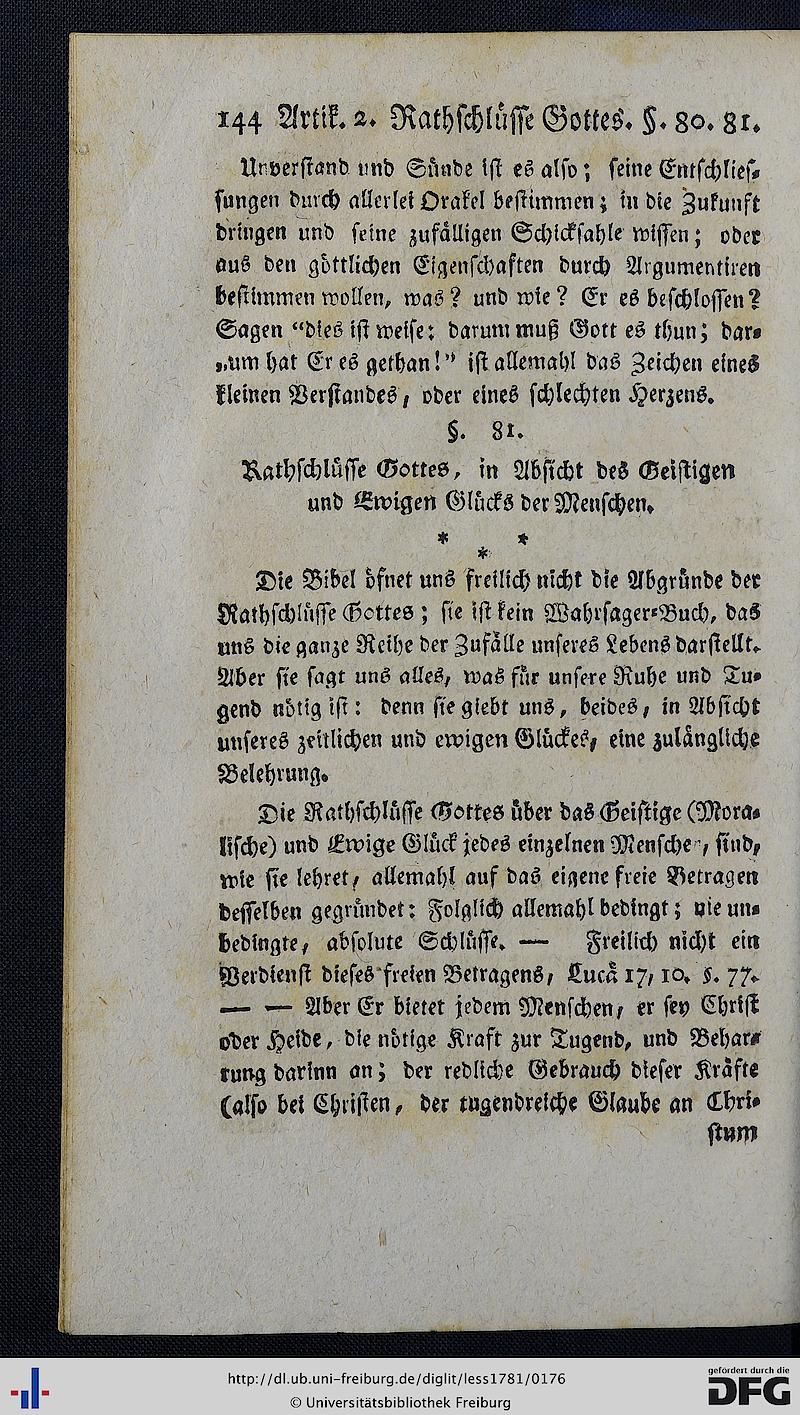 144 Artik. 2. Rathschlüsse Gottes. §. 80. 81.
Unverstand und Sünde ist es also; seine Entschlies-
sungen durch allerlei Orakel bestimmen; in die Zukunft
dringen und seine zufälligen Schicksahle wissen; oder
aus den göttlichen Eigenschaften durch Argumentiren
bestimmen wollen, was? und wie? Er es beschlossen?
Sagen “dies ist weise: darum muß Gott es thun; dar-
„um hat Er es gethan!” ist allemahl das Zeichen eines
kleinen Verstandes, oder eines schlechten Herzens.
§. 81.
Rathschlüsse Gottes, in Absicht des Geistigen
und Ewigen Glücks der Menschen.
* * *
Die Bibel öfnet uns freilich nicht die Abgründe der
Rathschlüsse Gottes; sie ist kein Wahrsager-Buch, das
uns die ganze Reihe der Zufälle unseres Lebens darstellt.
Aber sie sagt uns alles, was für unsere Ruhe und Tu-
gend nötig ist: denn sie giebt uns, beides, in Absicht
unseres zeitlichen und ewigen Glückes, eine zulängliche
Belehrung.
Die Rathschlüsse Gottes über das Geistige (Mora-
lische) und Ewige Glück jedes einzelnen Menschen, sind,
wie sie lehret, allemahl auf das eigene freie Betragen
desselben gegründet: Folglich allemahl bedingt; nie un-
bedingte, absolute Schlüsse. — Freilich nicht ein
Verdienst dieses freien Betragens, Lucä 17, 10. §. 77.
— — Aber Er bietet jedem Menschen, er sey Christ
oder Heide, die nötige Kraft zur Tugend, und Behar-
rung darinn an; der redliche Gebrauch dieser Kräfte
(also bei Christen, der tugendreiche Glaube an Chri-
stum
http://dl.ub.uni-freiburg.de/diglit/less1781/0176
© Universitätsbibliothek Freiburg
gefördert durch die
DFG